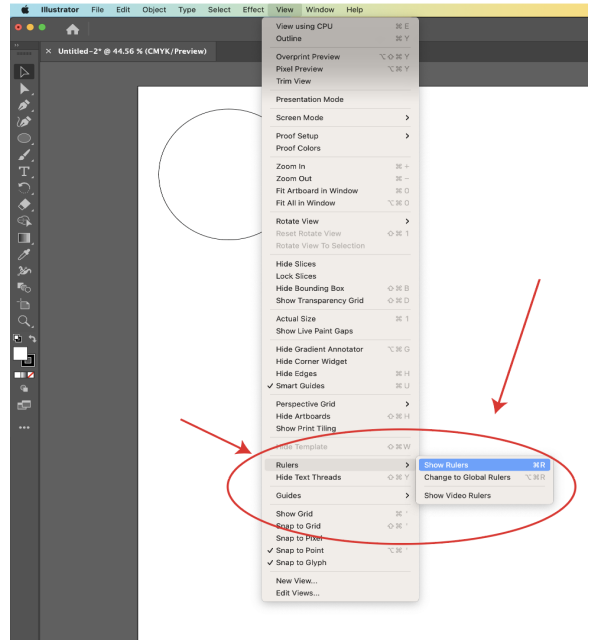 Illustrator File Edit Object Type Select Effect View Window Help
× Untitled-2* @ 44.56 % (CMYK/Preview)
View using CPU ⌘ E
Outline ⌘ Y
Overprint Preview ⌥⇧⌘ Y
Pixel Preview ⌥⌘ Y
Trim View
Presentation Mode
Screen Mode >
Proof Setup >
Proof Colors
Zoom In ⌘ +
Zoom Out ⌘ −
Fit Artboard in Window ⌘ 0
Fit All in Window ⌥⌘ 0
Rotate View >
Reset Rotate View ⇧⌘ 1
Rotate View To Selection
Hide Slices
Lock Slices
Hide Bounding Box ⇧⌘ B
Show Transparency Grid ⇧⌘ D
Actual Size ⌘ 1
Show Live Paint Gaps
Hide Gradient Annotator ⌥⌘ G
Hide Corner Widget
Hide Edges ⌘ H
✓ Smart Guides ⌘ U
Perspective Grid >
Hide Artboards ⇧⌘ H
Show Print Tiling
Hide Template ⇧⌘ W
Rulers >
Show Rulers ⌘R
Hide Text Threads ⇧⌘ Y
Change to Global Rulers ⌥⌘R
Guides >
Show Video Rulers
Show Grid ⌘ '
Snap to Grid ⇧⌘ '
Snap to Pixel
✓ Snap to Point ⌥⌘ '
✓ Snap to Glyph
New View...
Edit Views...